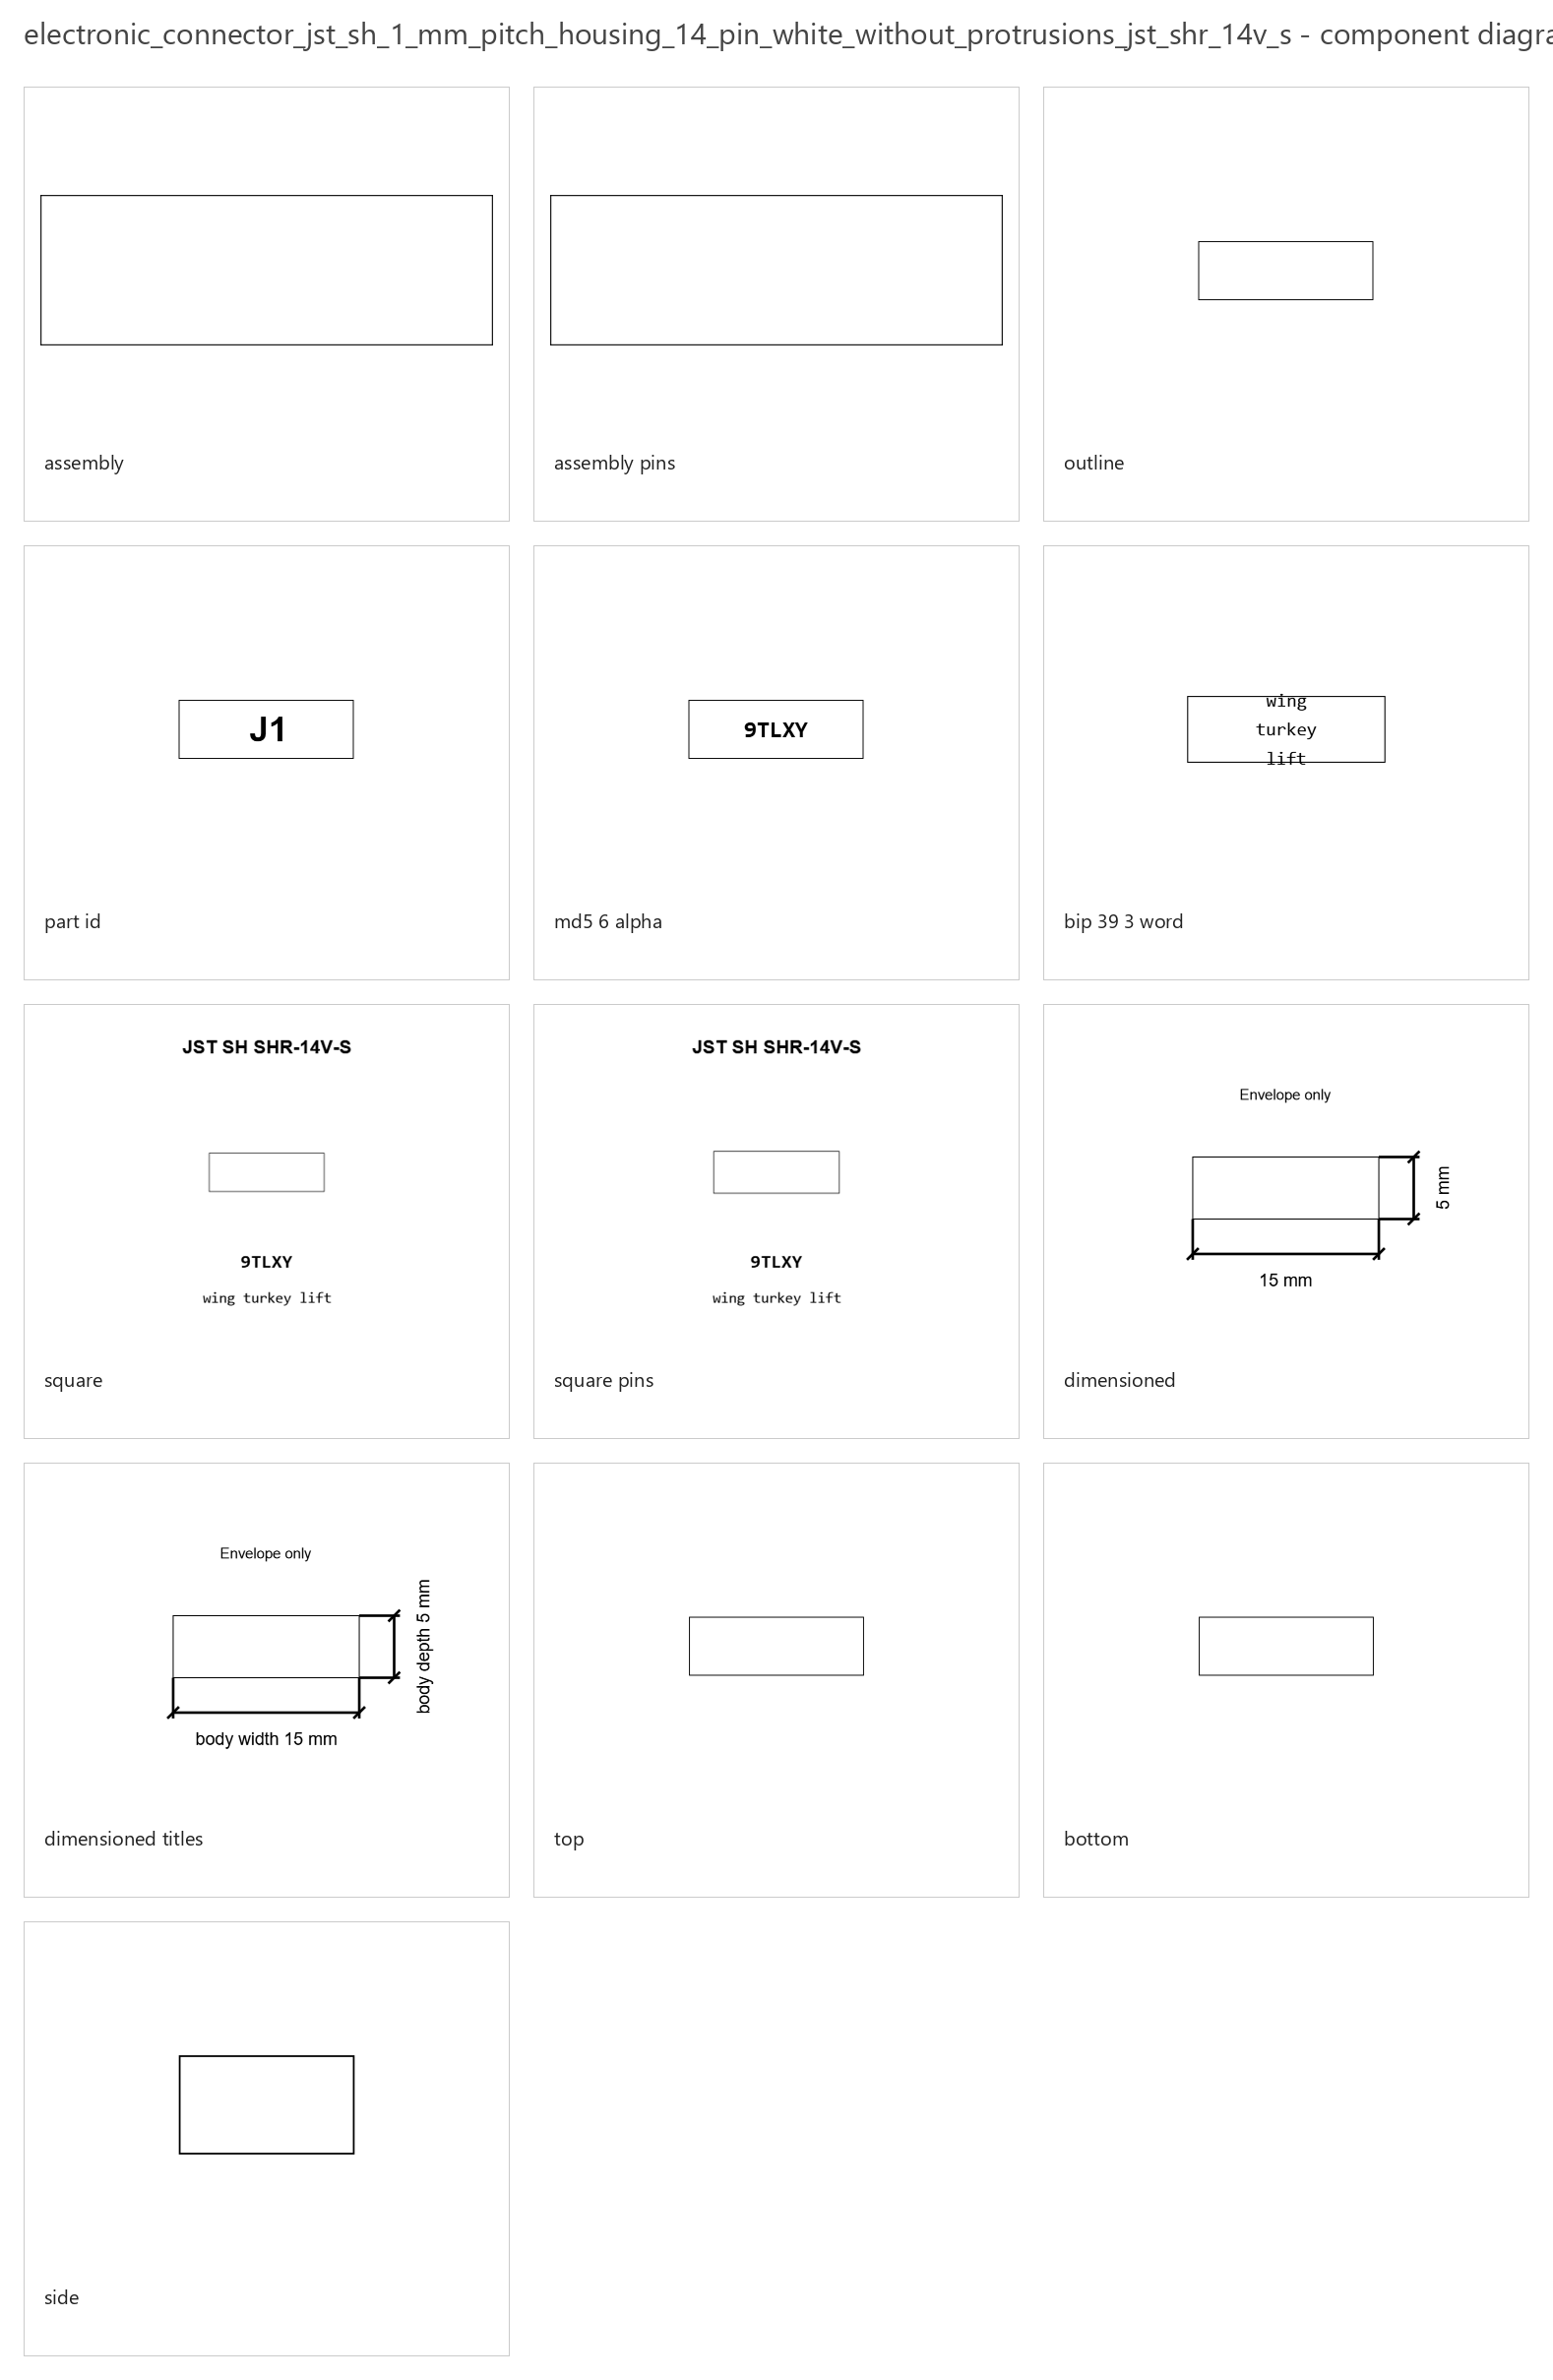 electronic_connector_jst_sh_1_mm_pitch_housing_14_pin_white_without_protrusions_jst_shr_14v_s - component diagra
assembly
assembly pins
outline
J1
part id
9TLXY
md5 6 alpha
wing
turkey
lift
bip 39 3 word
JST SH SHR-14V-S
9TLXY
wing turkey lift
square
JST SH SHR-14V-S
9TLXY
wing turkey lift
square pins
Envelope only
5 mm
15 mm
dimensioned
Envelope only
body depth 5 mm
body width 15 mm
dimensioned titles
top
bottom
side